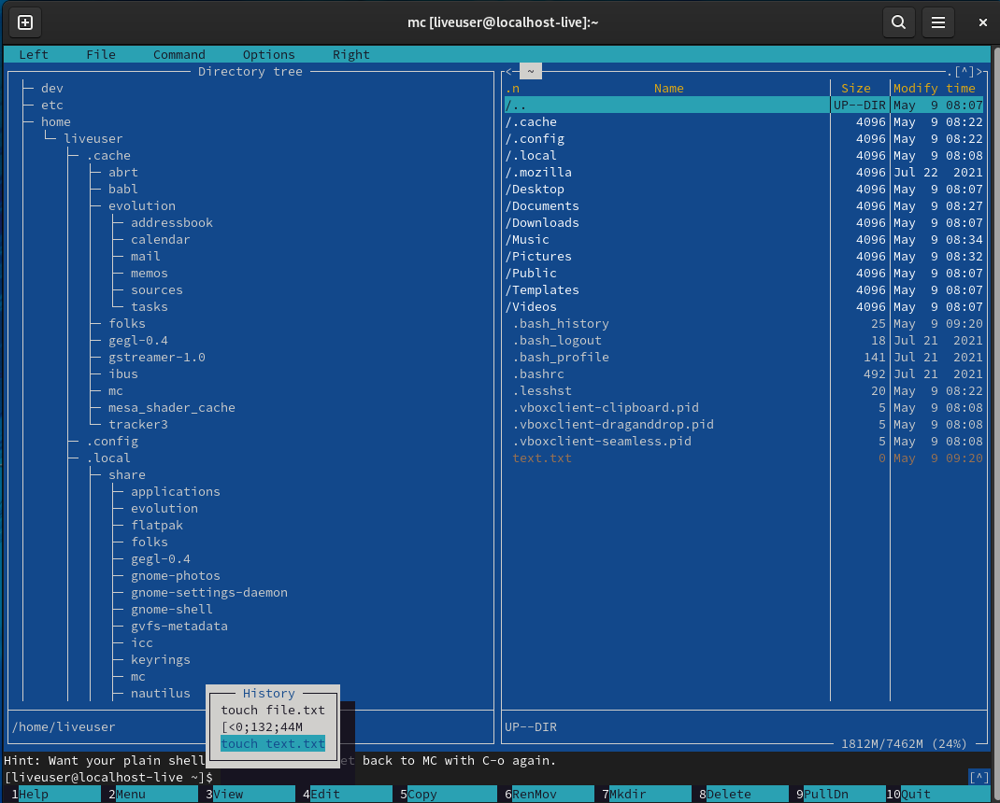 mc [liveuser@localhost-live]:~
Left File Command Options Right
Directory tree
dev
etc
home
liveuser
.cache
abrt
babl
evolution
addressbook
calendar
mail
memos
sources
tasks
folks
gegl-0.4
gstreamer-1.0
ibus
mc
mesa_shader_cache
tracker3
.config
.local
share
applications
evolution
flatpak
folks
gegl-0.4
gnome-photos
gnome-settings-daemon
gnome-shell
gvfs-metadata
icc
keyrings
mc
nautilus
/home/liveuser
<- ~ .[^]>
.n Name Size Modify time
/.. UP--DIR May 9 08:07
/.cache 4096 May 9 08:22
/.config 4096 May 9 08:22
/.local 4096 May 9 08:08
/.mozilla 4096 Jul 22 2021
/Desktop 4096 May 9 08:07
/Documents 4096 May 9 08:27
/Downloads 4096 May 9 08:07
/Music 4096 May 9 08:34
/Pictures 4096 May 9 08:32
/Public 4096 May 9 08:07
/Templates 4096 May 9 08:07
/Videos 4096 May 9 08:07
.bash_history 25 May 9 09:20
.bash_logout 18 Jul 21 2021
.bash_profile 141 Jul 21 2021
.bashrc 492 Jul 21 2021
.lesshst 20 May 9 08:22
.vboxclient-clipboard.pid 5 May 9 08:08
.vboxclient-draganddrop.pid 5 May 9 08:08
.vboxclient-seamless.pid 5 May 9 08:08
text.txt 0 May 9 09:20
UP--DIR
1812M/7462M (24%)
History
touch file.txt
[<0;132;44M
touch text.txt
Hint: Want your plain shell et back to MC with C-o again.
[liveuser@localhost-live ~]$ [^]
1Help 2Menu 3View 4Edit 5Copy 6RenMov 7Mkdir 8Delete 9PullDn 10Quit